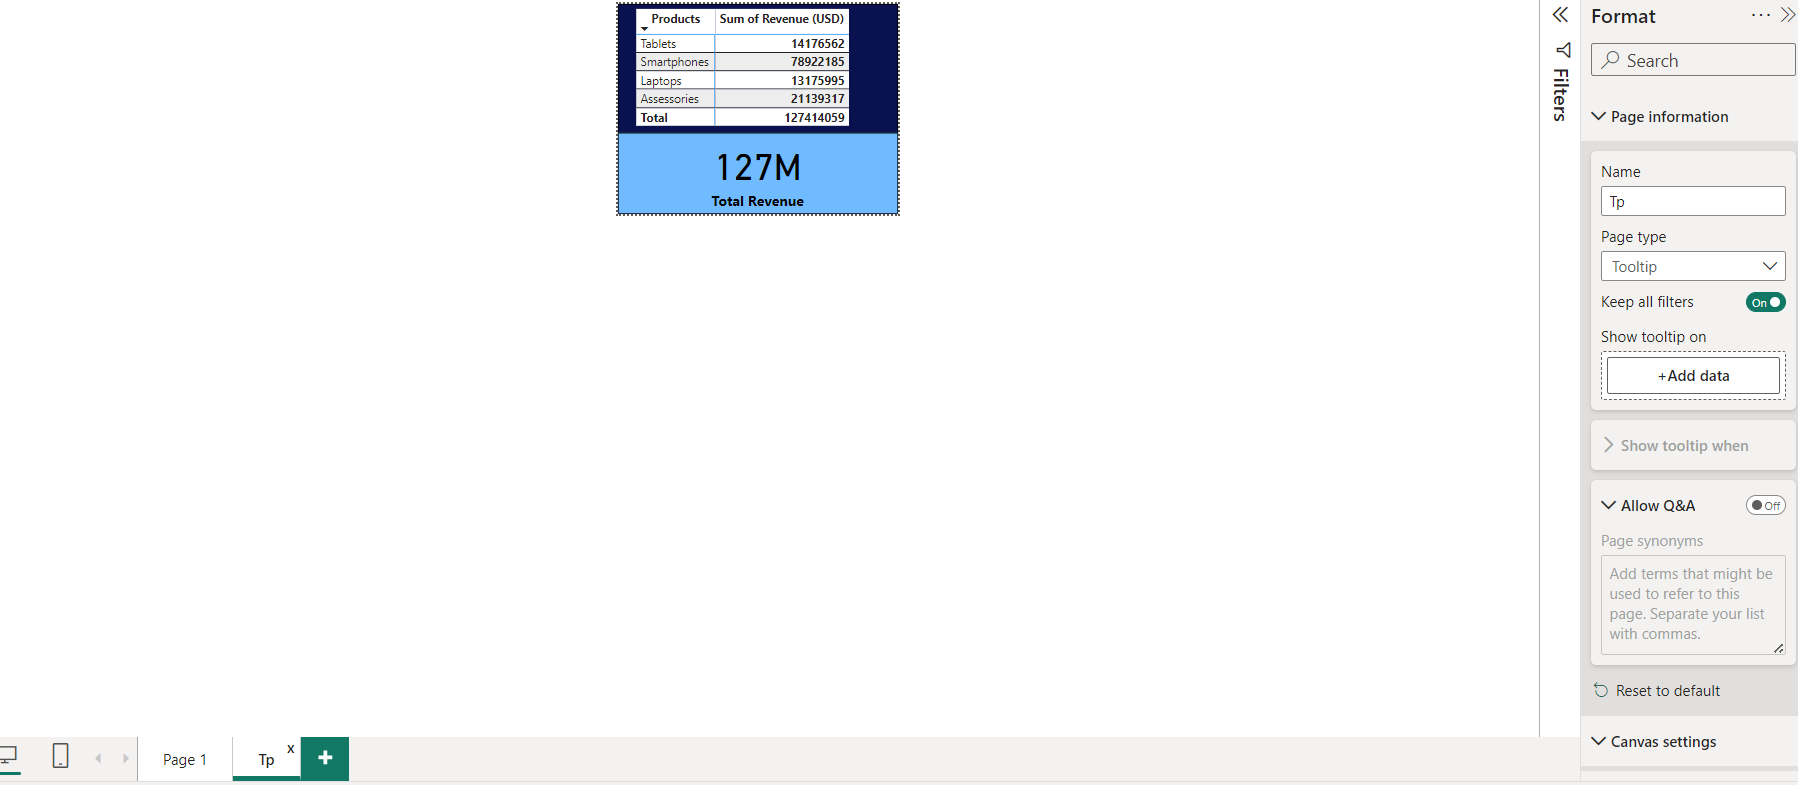 Products Sum of Revenue (USD)
Tablets 14176562
Smartphones 78922185
Laptops 13175995
Assessories 21139317
Total 127414059
127M
Total Revenue
Filters
Format
Search
Page information
Name
Tp
Page type
Tooltip
Keep all filters On
Show tooltip on
+Add data
Show tooltip when
Allow Q&A Off
Page synonyms
Add terms that might be
used to refer to this
page. Separate your list
with commas.
Reset to default
Canvas settings
Page 1 Tp x +